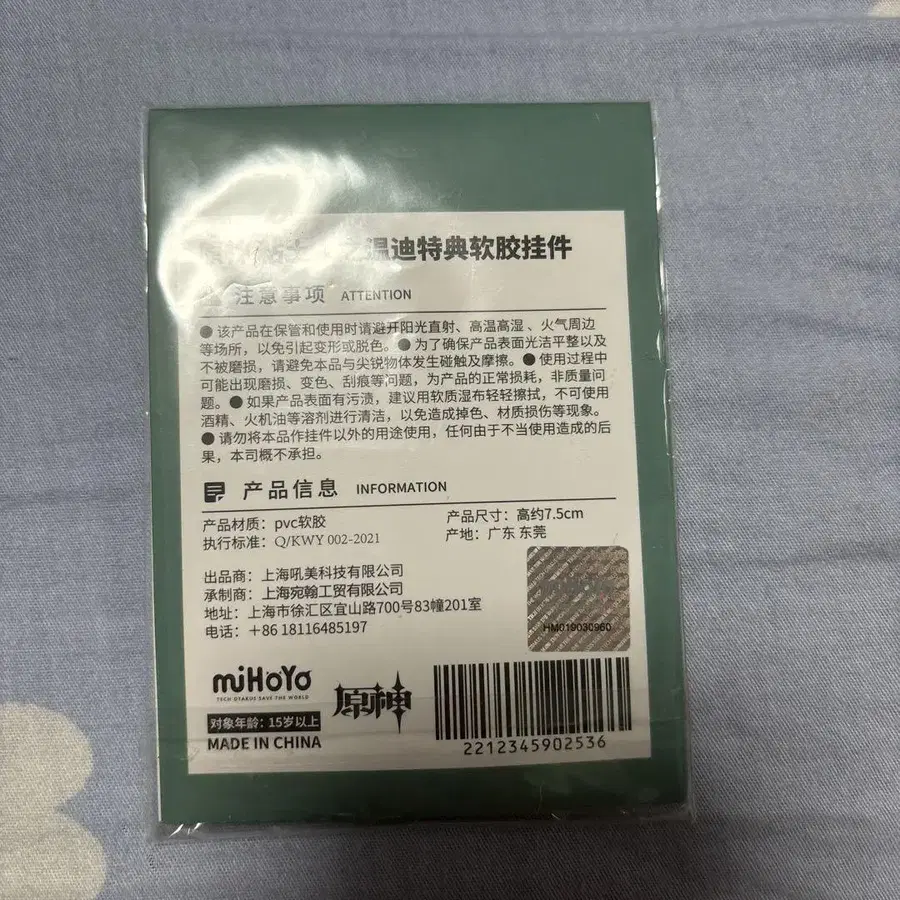 温迪特典软胶挂件
注意事项 ATTENTION
● 该产品在保管和使用时请避开阳光直射、高温高湿、火气周边
等场所，以免引起变形或脱色。● 为了确保产品表面光洁平整以及
不被磨损，请避免本品与尖锐物体发生碰触及摩擦。● 使用过程中
可能出现磨损、变色、刮痕等问题，为产品的正常损耗，非质量问
题。● 如果产品表面有污渍，建议用软质湿布轻轻擦拭，不可使用
酒精、火机油等溶剂进行清洁，以免造成掉色、材质损伤等现象。
● 请勿将本品作挂件以外的用途使用，任何由于不当使用造成的后
果，本司概不承担。
产品信息 INFORMATION
产品材质：pvc软胶 产品尺寸：高约7.5cm
执行标准：Q/KWY 002-2021 产地：广东 东莞
出品商：上海吼美科技有限公司
承制商：上海宛翰工贸有限公司
地址：上海市徐汇区宜山路700号83幢201室
电话：＋86 18116485197
HM019030960
miHoYo
TECH OTAKUS SAVE THE WORLD
原神
对象年龄：15岁以上
MADE IN CHINA
2212345902536